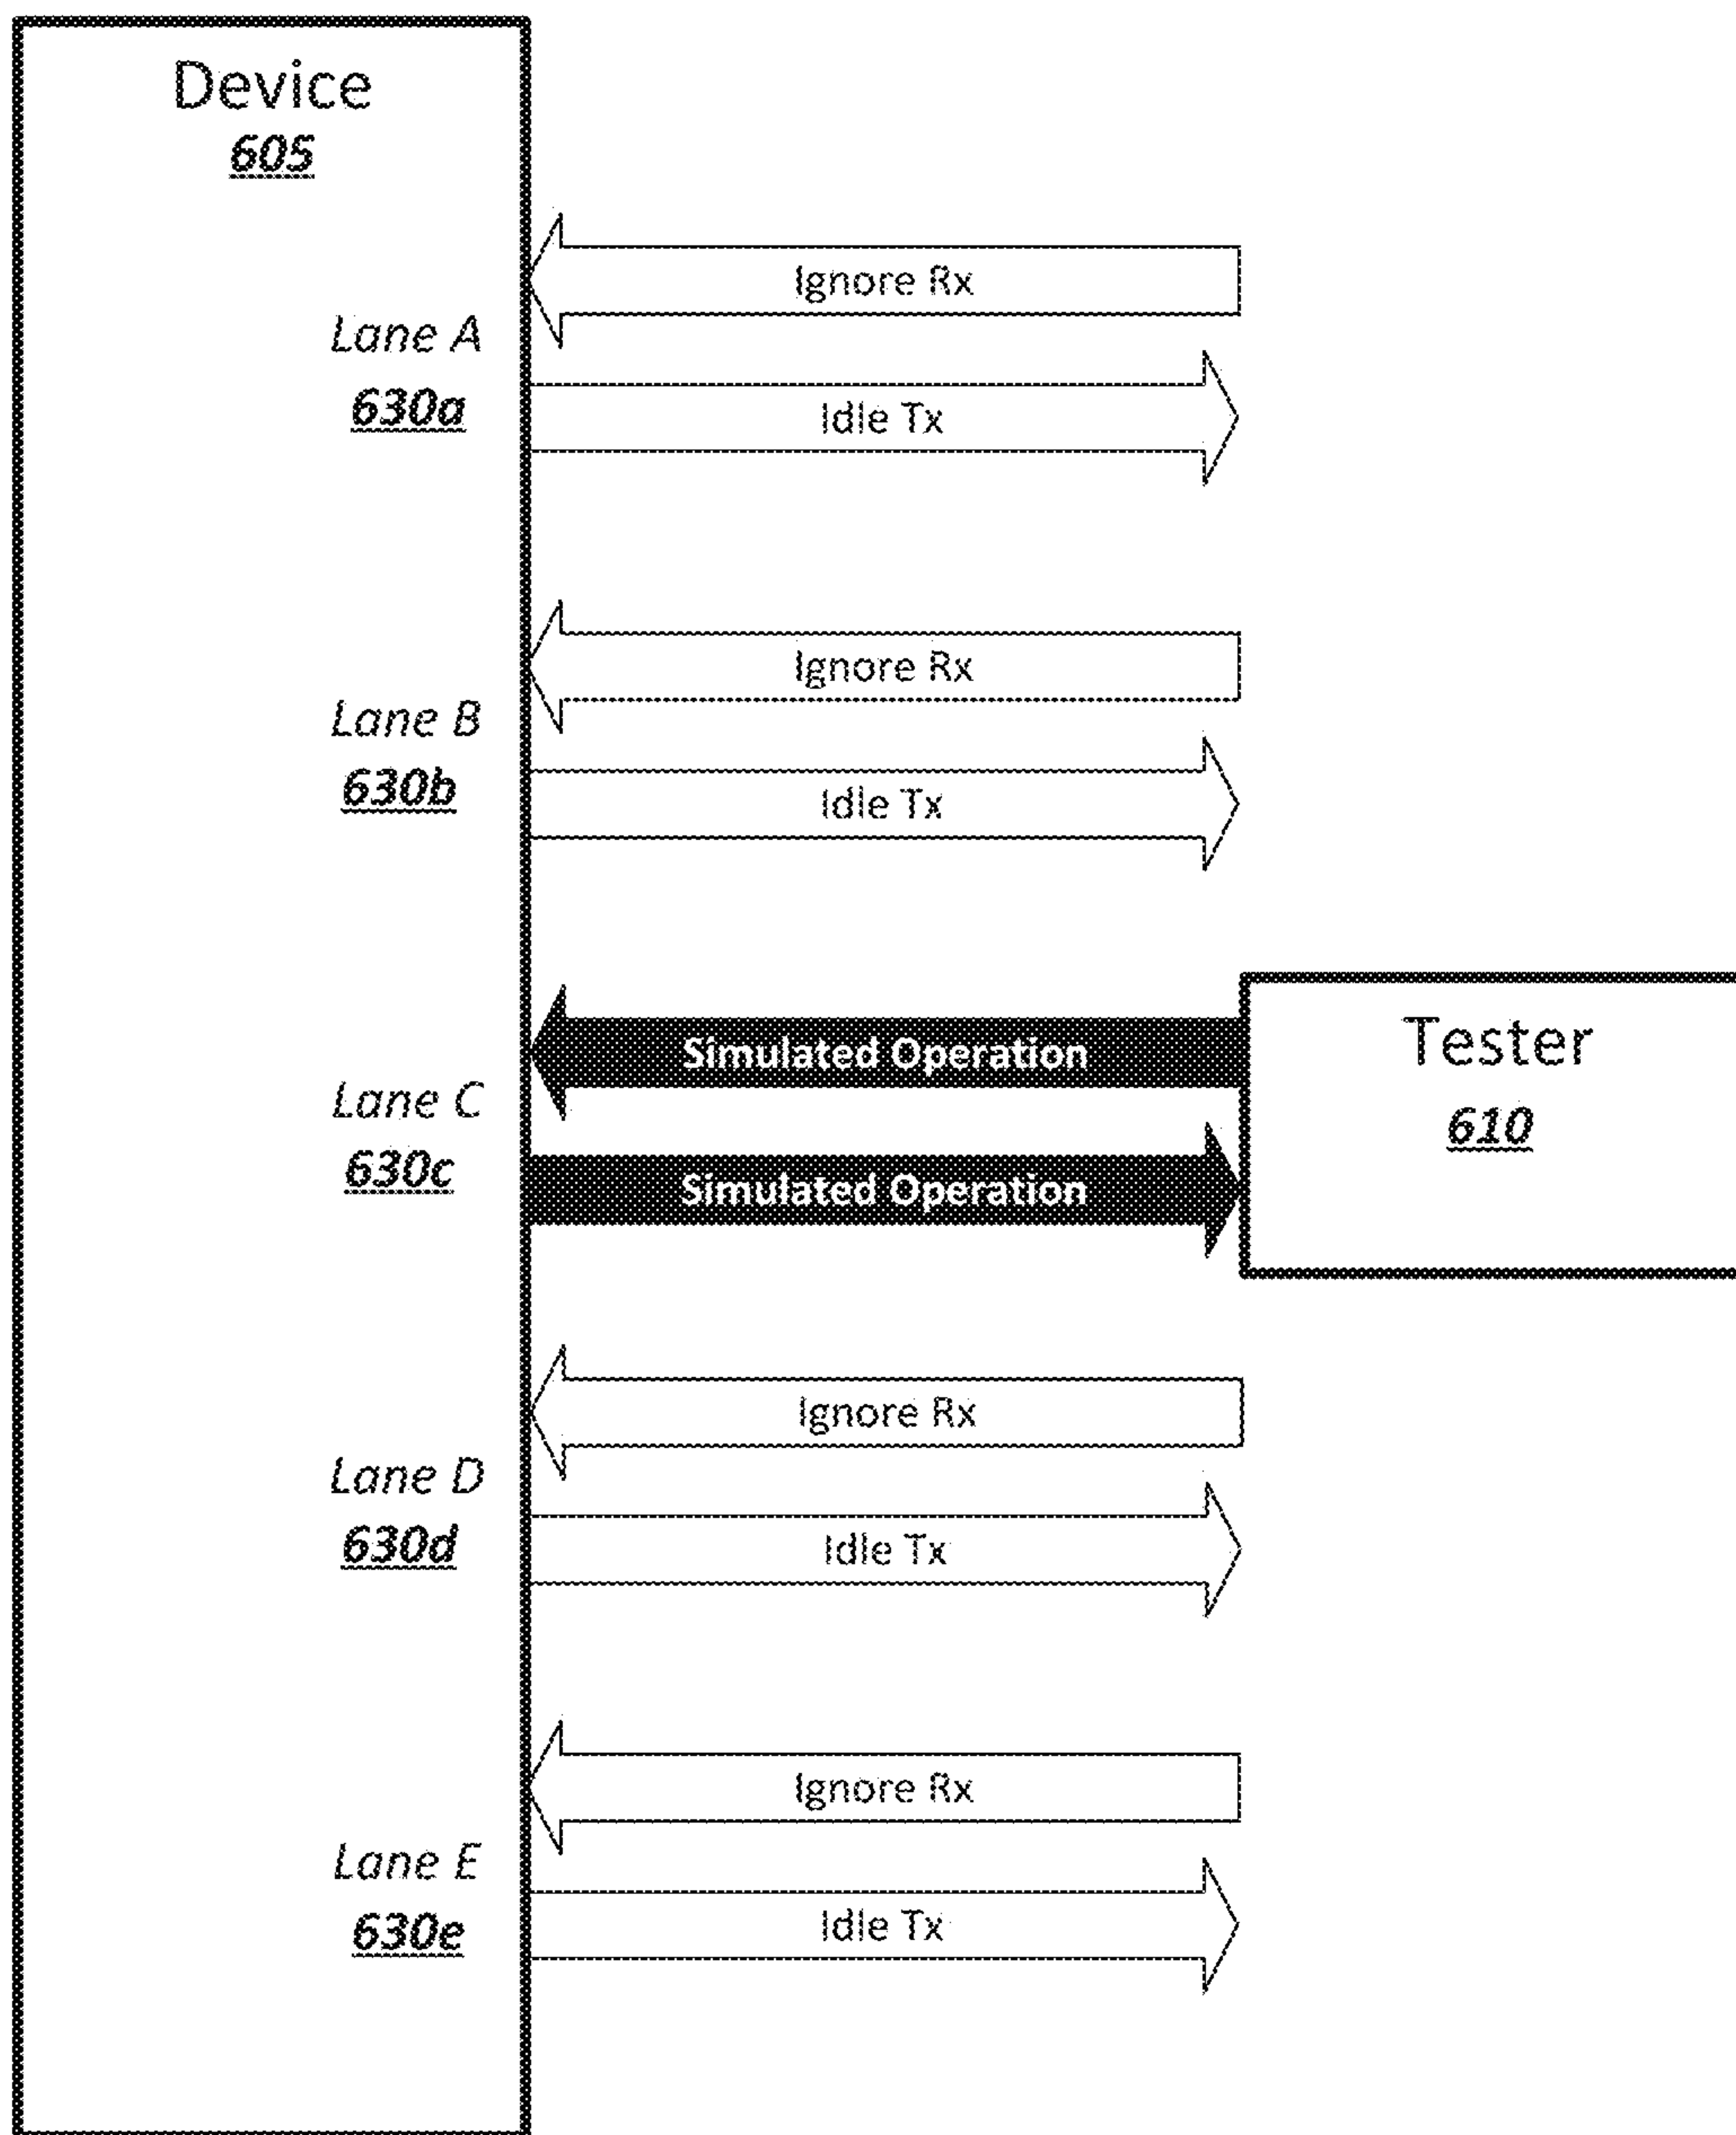 Device
605
Ignore Rx
Lane A
630a
Idle Tx
Ignore Rx
Lane B
630b
Idle Tx
Simulated Operation
Tester
610
Lane C
630c
Simulated Operation
Ignore Rx
Lane D
630d
Idle Tx
Ignore Rx
Lane E
630e
Idle Tx